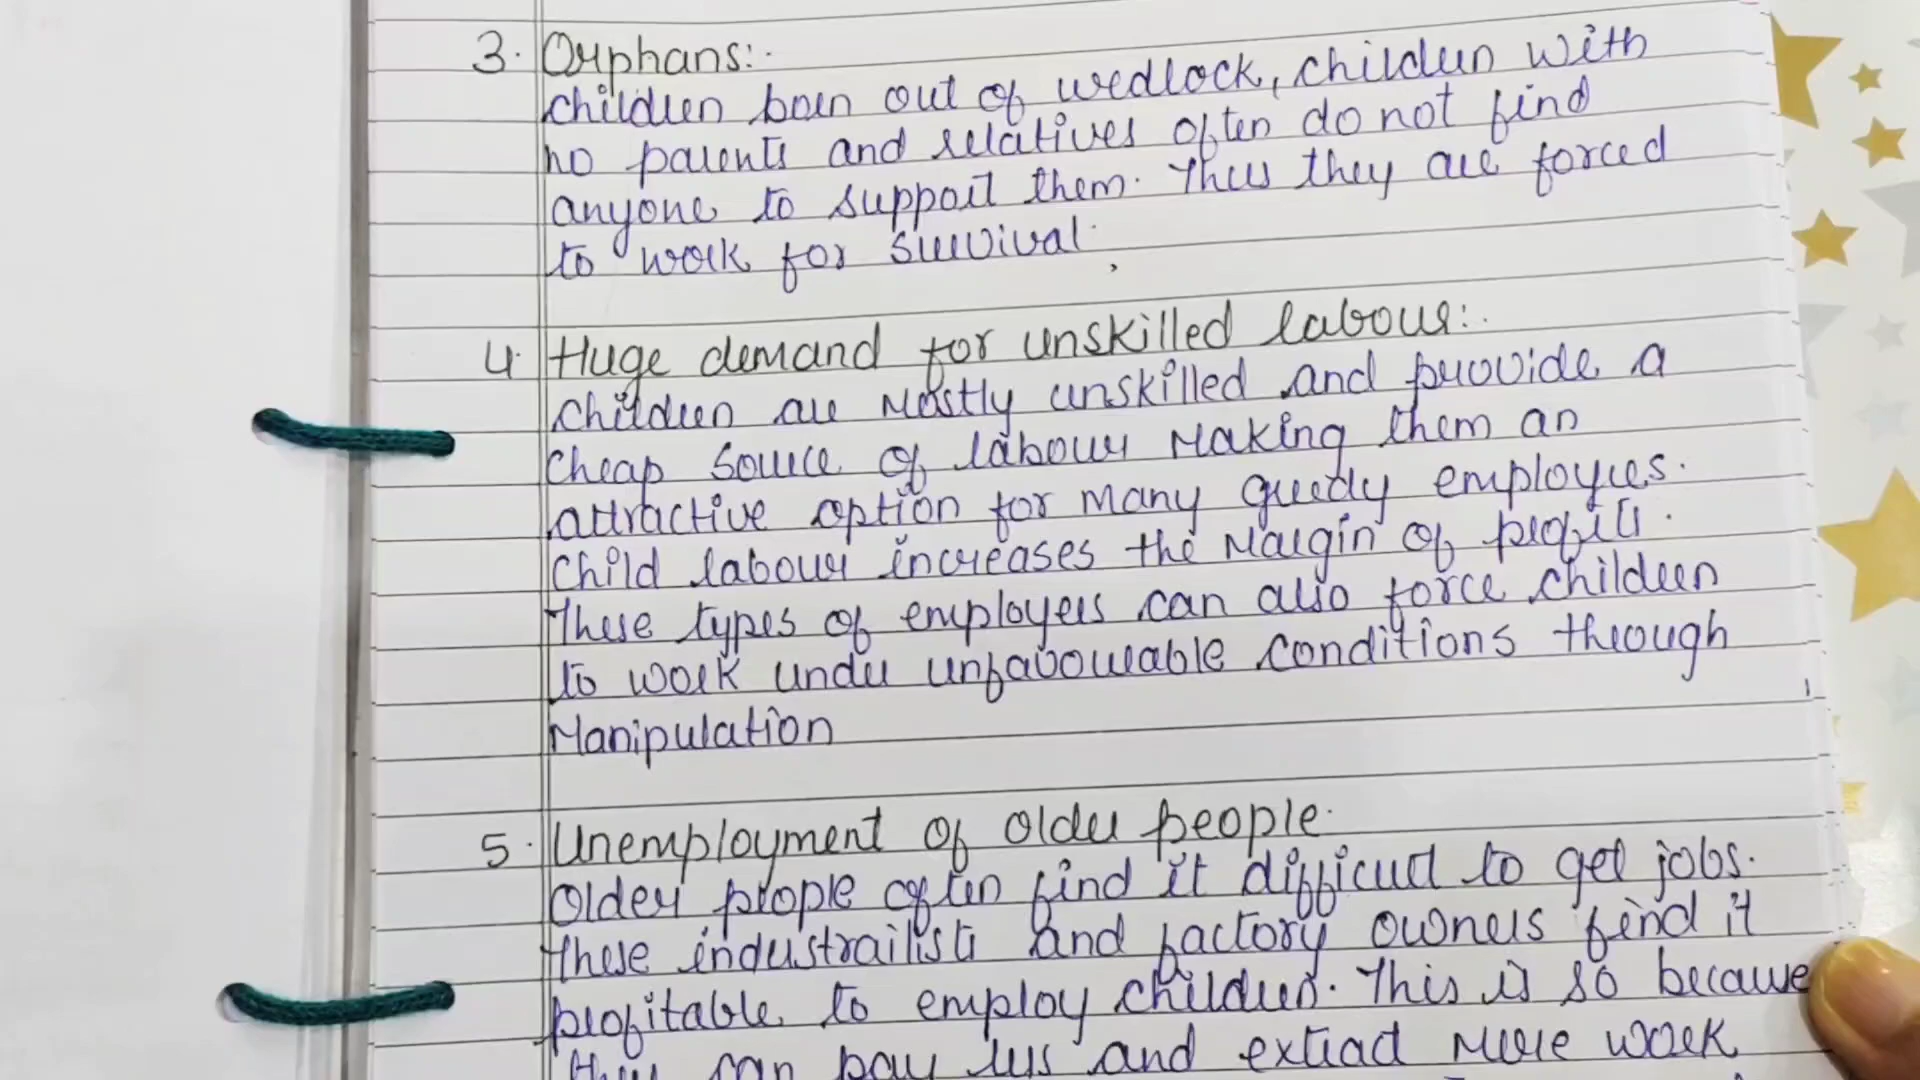 3. Orphans:-
children born out of wedlock, children with
no parents and relatives often do not find
anyone to support them. Thus they are forced
to work for survival.
4. Huge demand for unskilled labour:-
children are mostly unskilled and provide a
cheap source of labour making them an
attractive option for many greedy employers.
child labour increases the margin of profits.
These types of employers can also force children
to work under unfavourable conditions through
Manipulation
5. Unemployment of older people.
Older people often find it difficult to get jobs.
These industrailists and factory owners find it
profitable to employ children. This is so because
they can pay less and extract more work